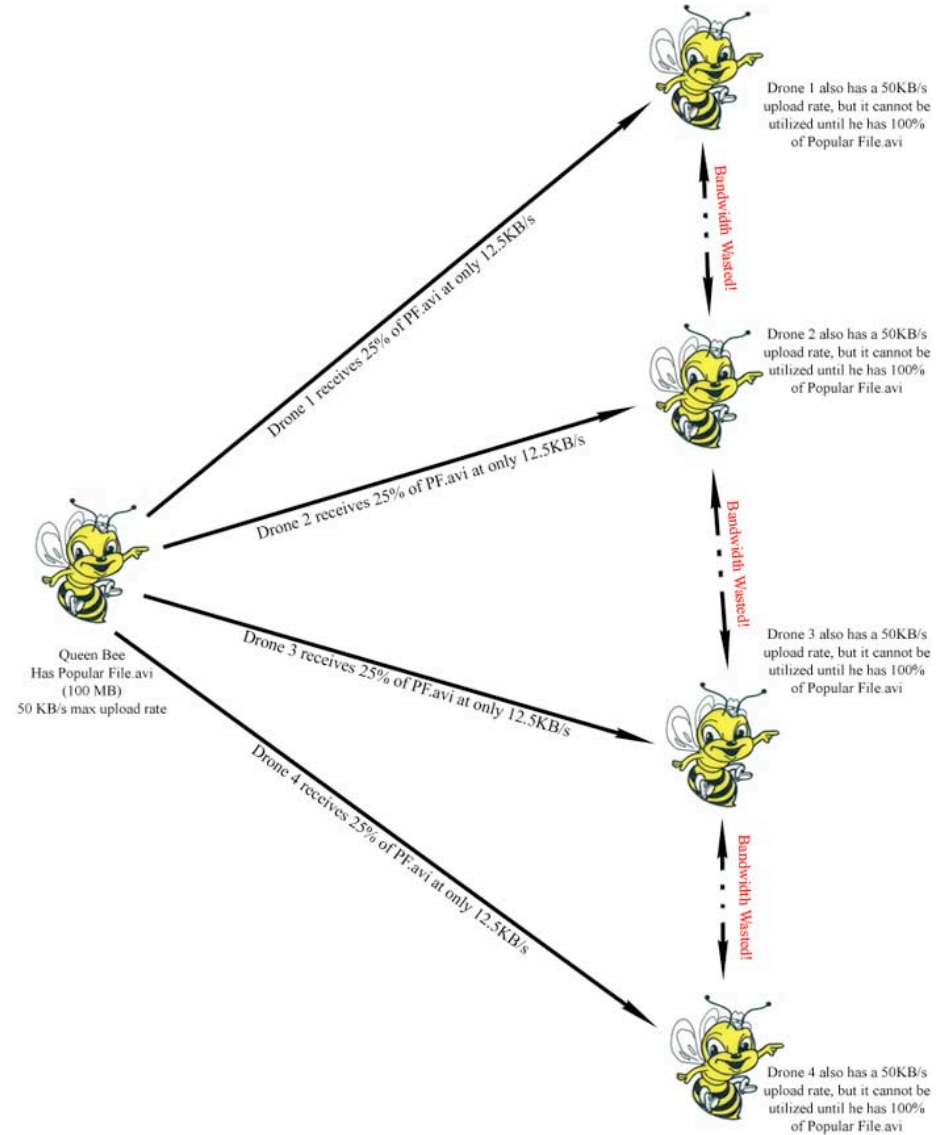 Drone 1 also has a 50KB/s
upload rate, but it cannot be
utilized until he has 100%
of Popular File.avi
Drone 1 receives 25% of PF.avi at only 12.5KB/s
Bandwidth Wasted!
Drone 2 also has a 50KB/s
upload rate, but it cannot be
utilized until he has 100%
of Popular File.avi
Drone 2 receives 25% of PF.avi at only 12.5KB/s
Bandwidth Wasted!
Queen Bee
Has Popular File.avi
(100 MB)
50 KB/s max upload rate
Drone 3 receives 25% of PF.avi at only 12.5KB/s
Drone 3 also has a 50KB/s
upload rate, but it cannot be
utilized until he has 100%
of Popular File.avi
Drone 4 receives 25% of PF.avi at only 12.5KB/s
Bandwidth Wasted!
Drone 4 also has a 50KB/s
upload rate, but it cannot be
utilized until he has 100%
of Popular File.avi